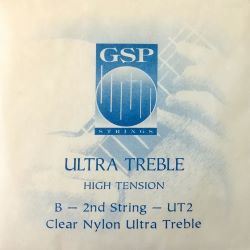 GSP
STRINGS
ULTRA TREBLE
HIGH TENSION
B — 2nd String — UT2
Clear Nylon Ultra Treble